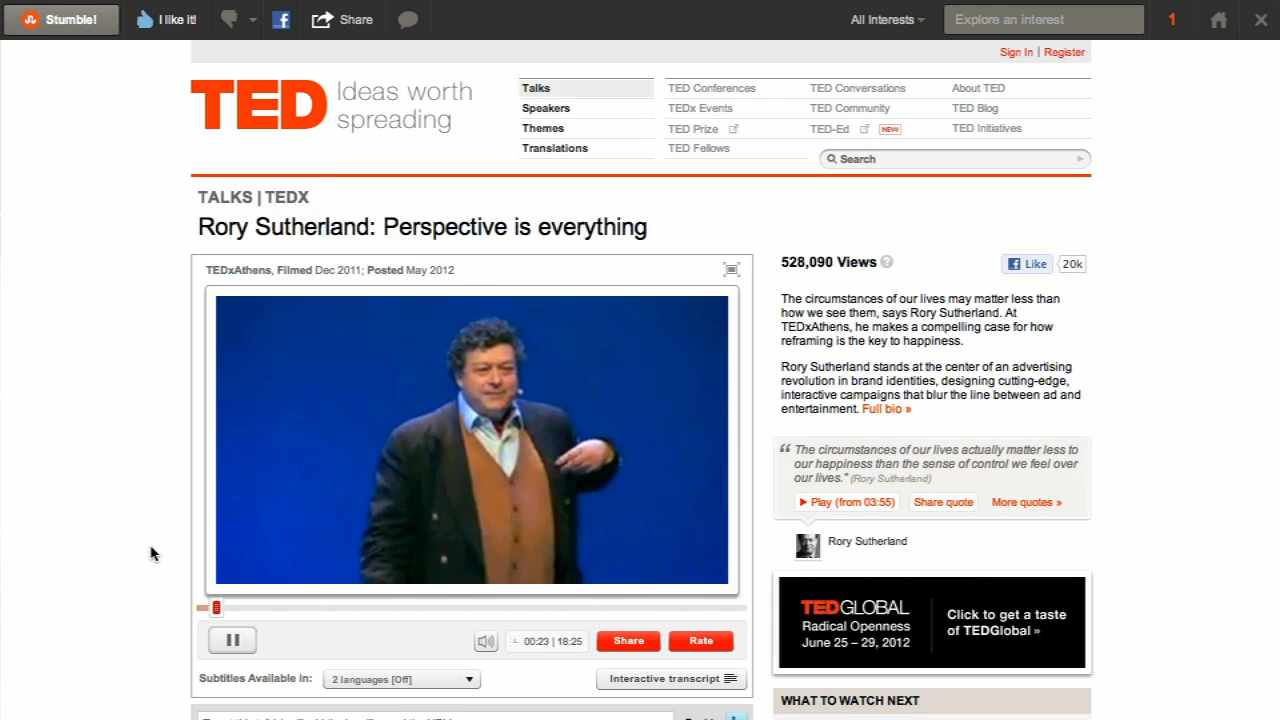 Stumble! I like it! Share All Interests Explore an interest 1
Sign In | Register
TED Ideas worth spreading
Talks
Speakers
Themes
Translations
TED Conferences
TEDx Events
TED Prize
TED Fellows
TED Conversations
TED Community
TED-Ed NEW
About TED
TED Blog
TED Initiatives
Search
TALKS | TEDX
Rory Sutherland: Perspective is everything
TEDxAthens, Filmed Dec 2011; Posted May 2012
00:23 | 18:25 Share Rate
Subtitles Available in: 2 languages [Off] Interactive transcript
528,090 Views ? Like 20k
The circumstances of our lives may matter less than
how we see them, says Rory Sutherland. At
TEDxAthens, he makes a compelling case for how
reframing is the key to happiness.
Rory Sutherland stands at the center of an advertising
revolution in brand identities, designing cutting-edge,
interactive campaigns that blur the line between ad and
entertainment. Full bio »
“ The circumstances of our lives actually matter less to
our happiness than the sense of control we feel over
our lives.” (Rory Sutherland)
Play (from 03:55) Share quote More quotes »
Rory Sutherland
TEDGLOBAL
Radical Openness
June 25 – 29, 2012
Click to get a taste
of TEDGlobal »
WHAT TO WATCH NEXT